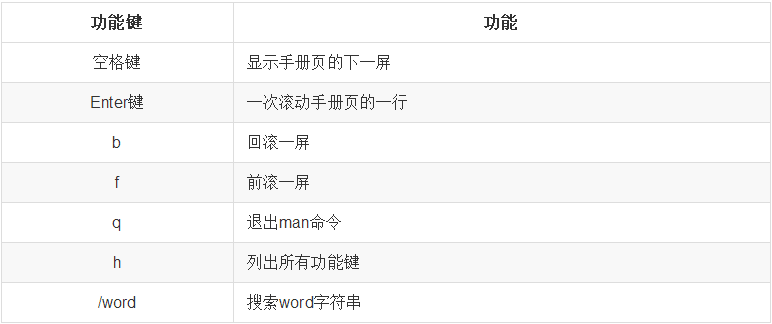 功能键 功能
空格键 显示手册页的下一屏
Enter键 一次滚动手册页的一行
b 回滚一屏
f 前滚一屏
q 退出man命令
h 列出所有功能键
/word 搜索word字符串